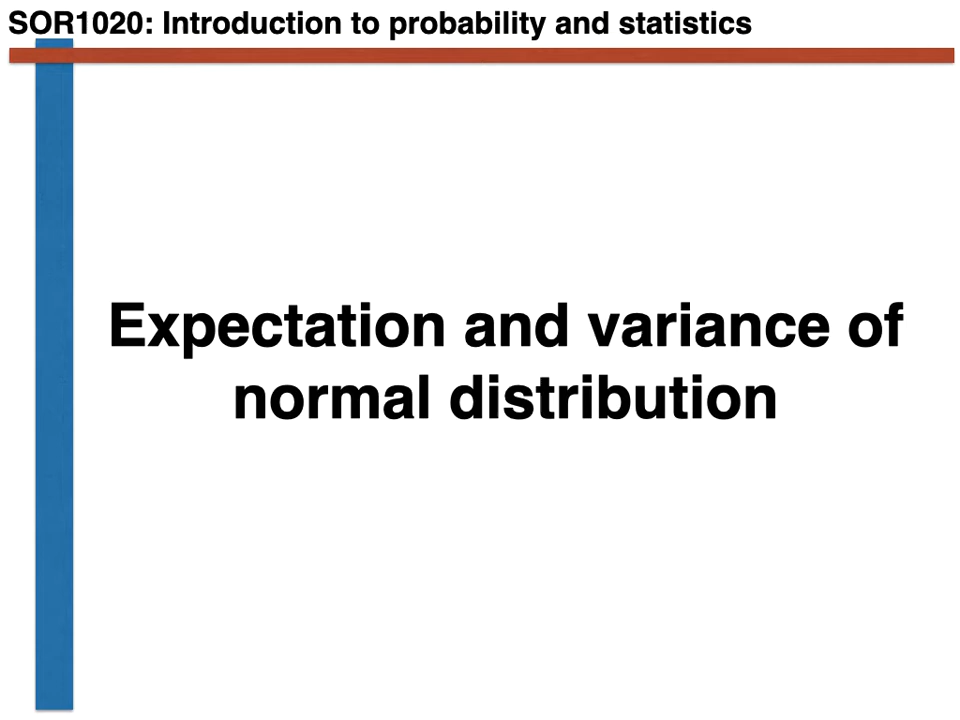 SOR1020: Introduction to probability and statistics
Expectation and variance of
normal distribution